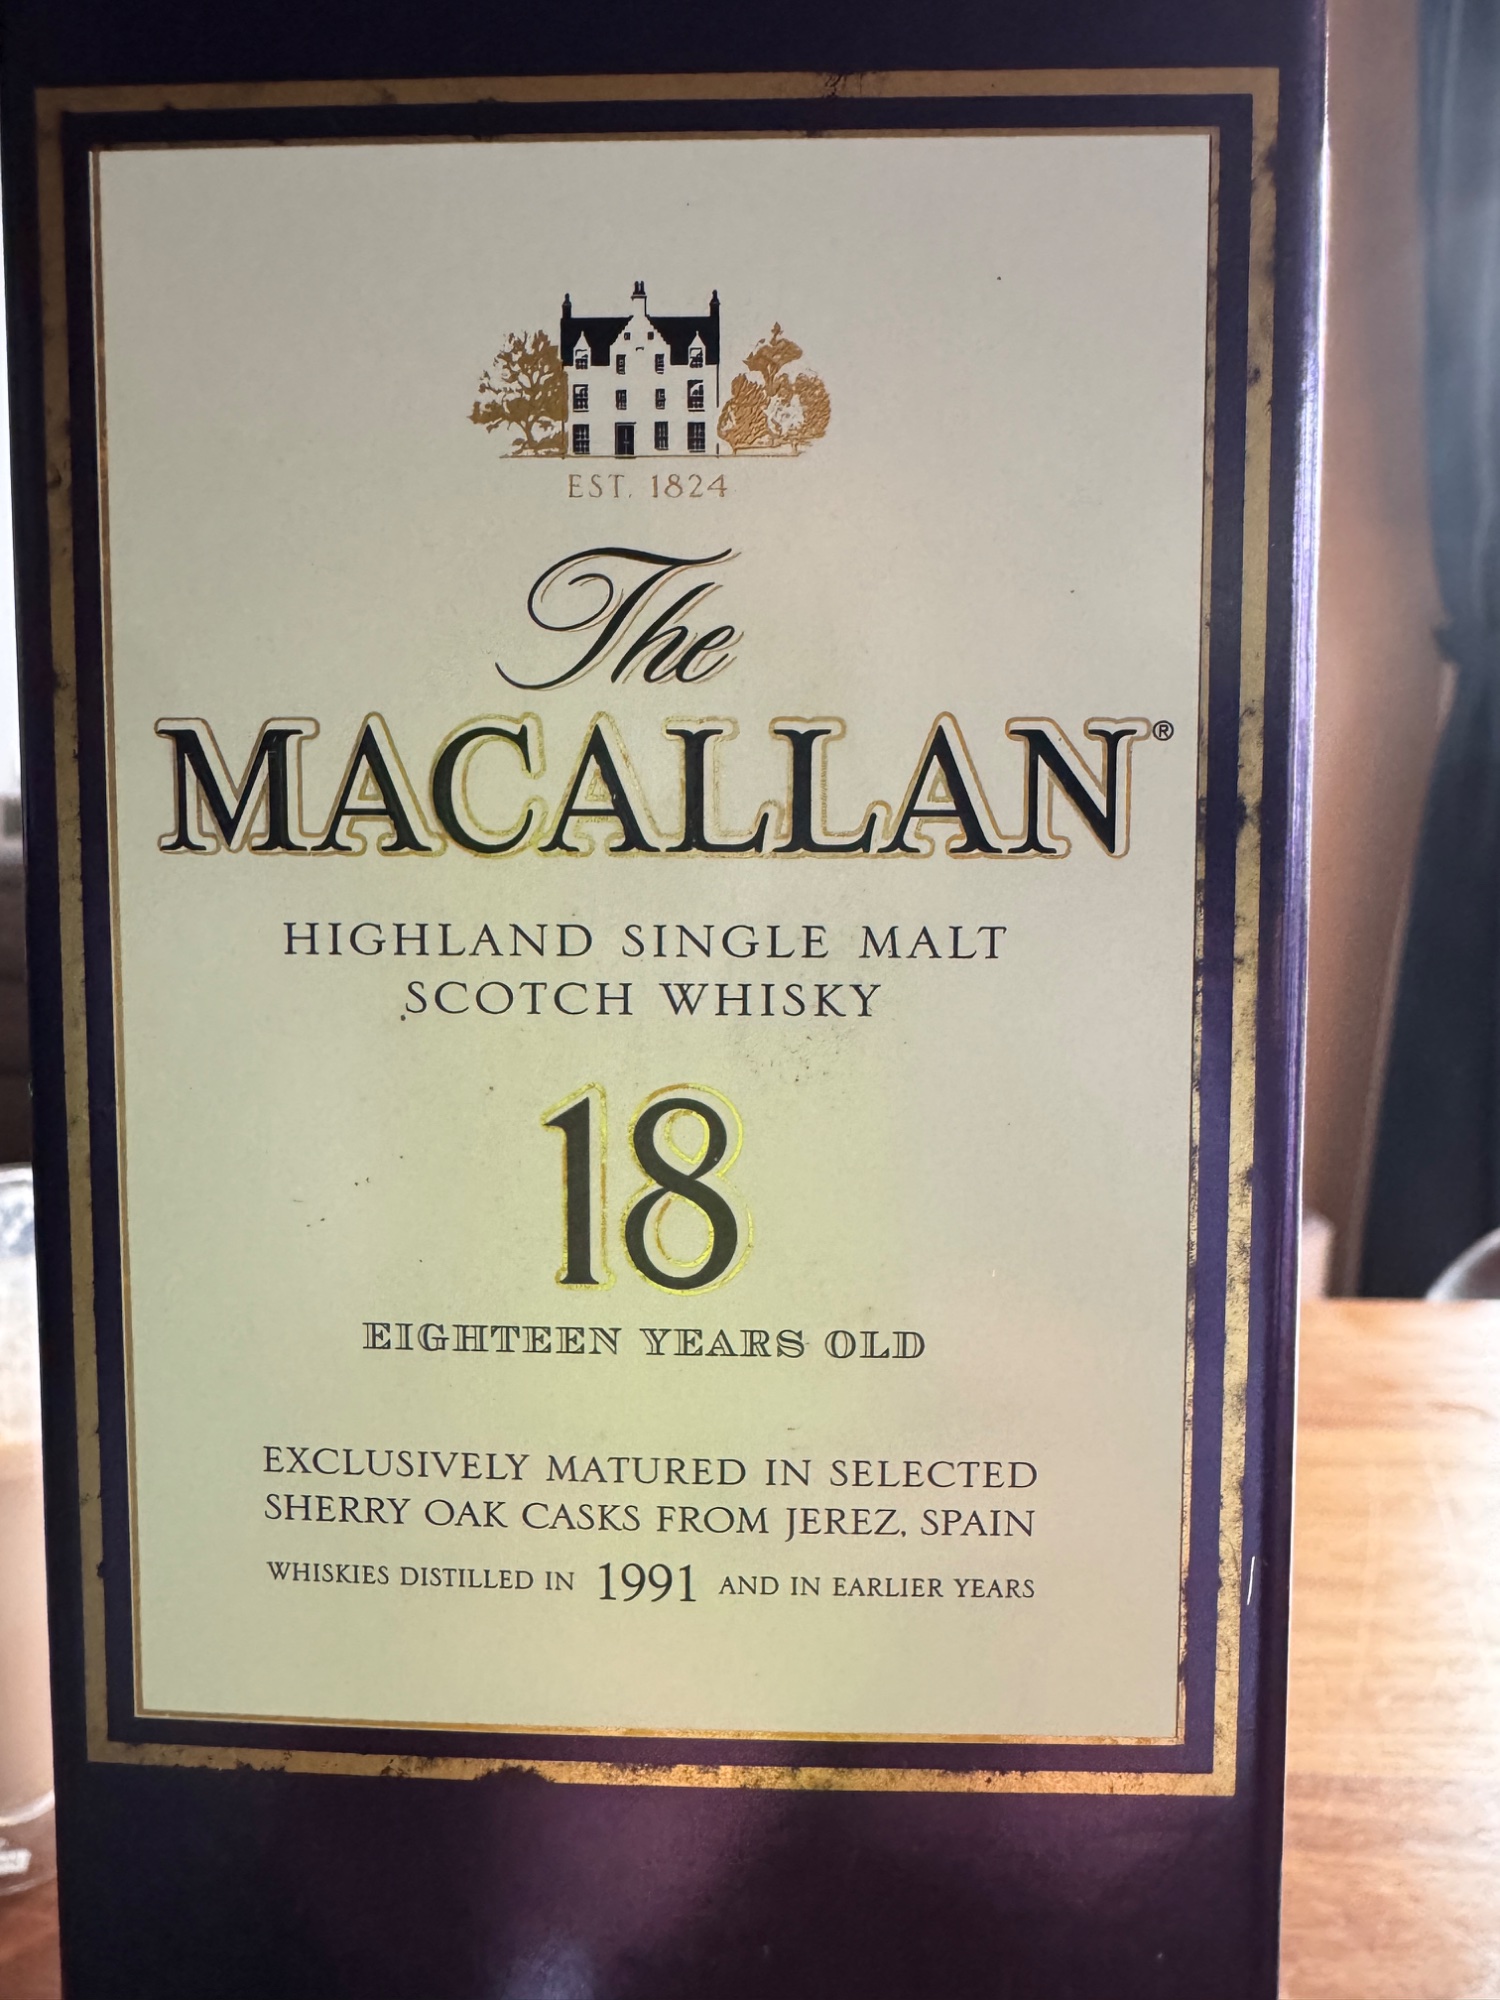 EST. 1824
The
MACALLAN®
HIGHLAND SINGLE MALT
SCOTCH WHISKY
18
EIGHTEEN YEARS OLD
EXCLUSIVELY MATURED IN SELECTED
SHERRY OAK CASKS FROM JEREZ, SPAIN
WHISKIES DISTILLED IN 1991 AND IN EARLIER YEARS